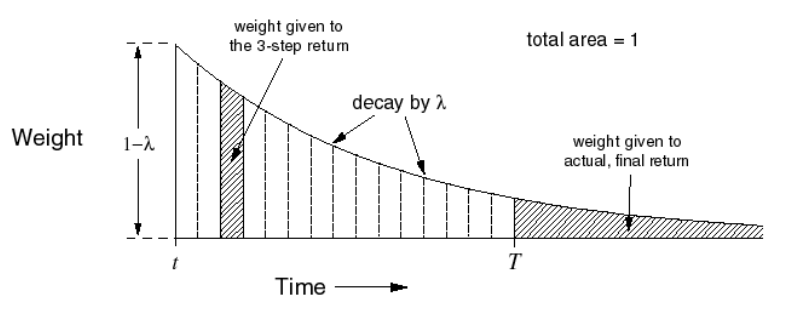 weight given to
the 3-step return
total area = 1
decay by λ
Weight
1−λ
weight given to
actual, final return
t
T
Time